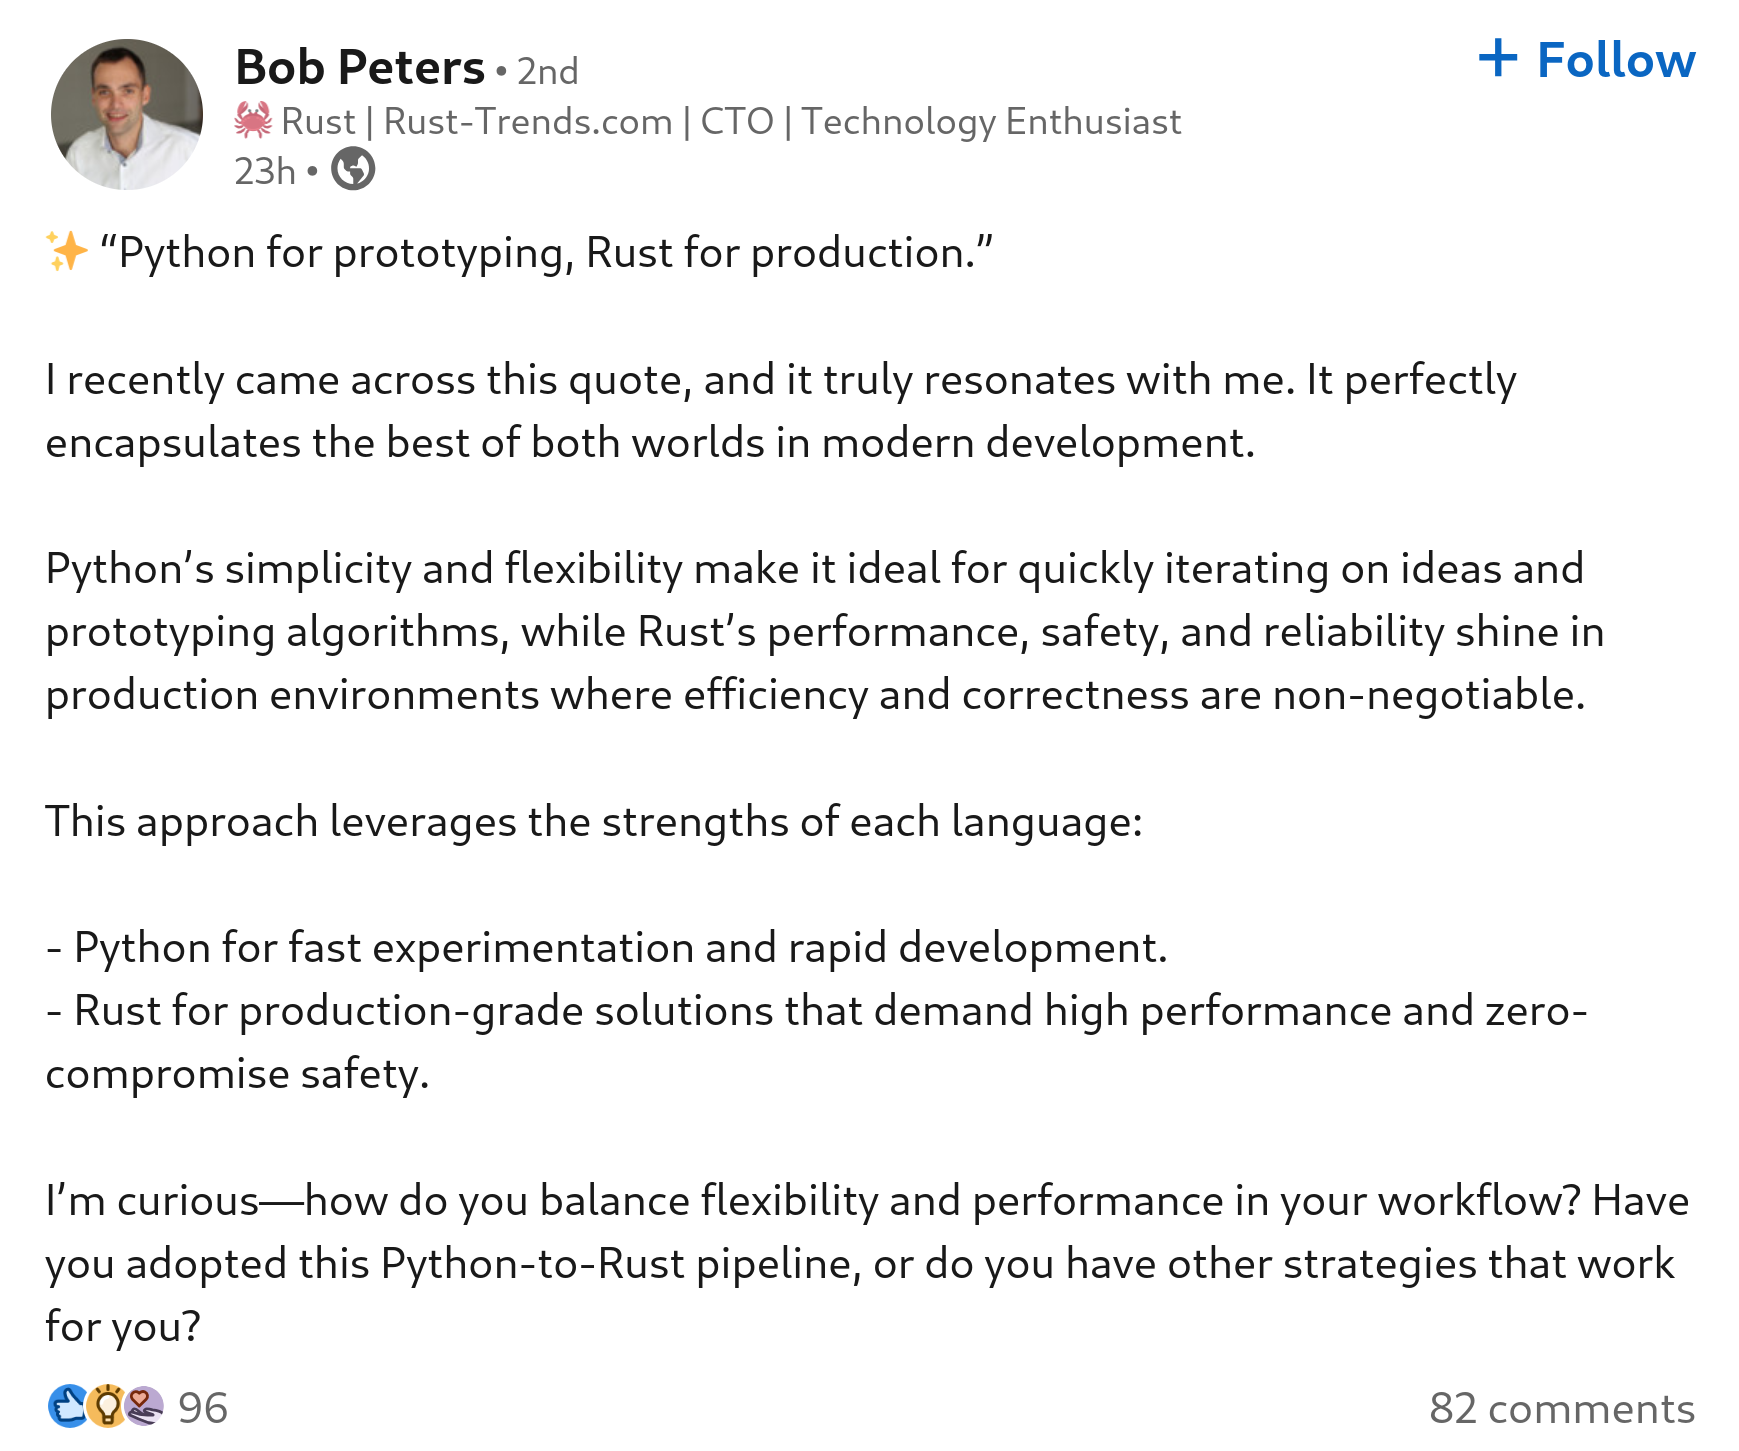 Bob Peters • 2nd
+ Follow
🦀 Rust | Rust-Trends.com | CTO | Technology Enthusiast
23h •
✨ “Python for prototyping, Rust for production.”
I recently came across this quote, and it truly resonates with me. It perfectly
encapsulates the best of both worlds in modern development.
Python’s simplicity and flexibility make it ideal for quickly iterating on ideas and
prototyping algorithms, while Rust’s performance, safety, and reliability shine in
production environments where efficiency and correctness are non-negotiable.
This approach leverages the strengths of each language:
- Python for fast experimentation and rapid development.
- Rust for production-grade solutions that demand high performance and zero-
compromise safety.
I’m curious—how do you balance flexibility and performance in your workflow? Have
you adopted this Python-to-Rust pipeline, or do you have other strategies that work
for you?
96
82 comments